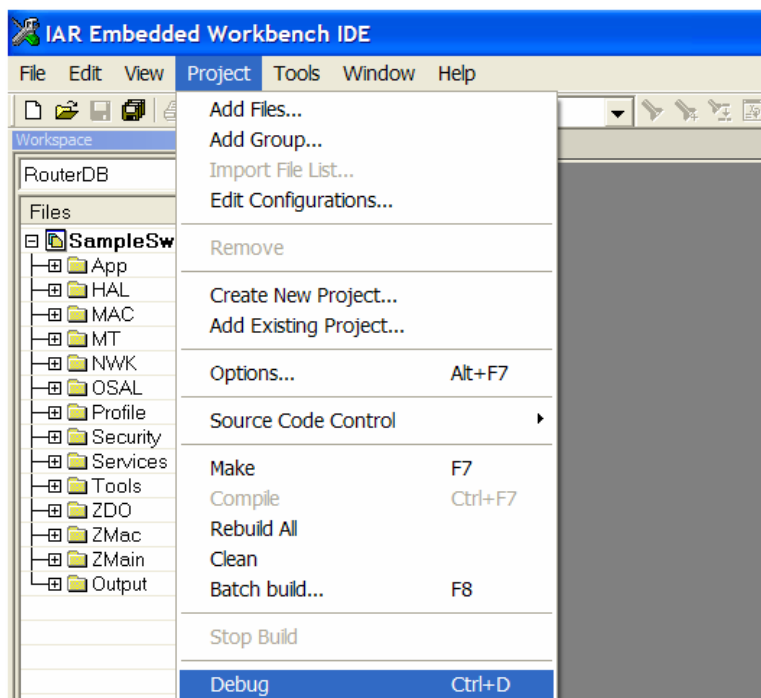 IAR Embedded Workbench IDE
File Edit View Project Tools Window Help
Workspace
RouterDB
Files
SampleSw
App
HAL
MAC
MT
NWK
OSAL
Profile
Security
Services
Tools
ZDO
ZMac
ZMain
Output
Add Files...
Add Group...
Import File List...
Edit Configurations...
Remove
Create New Project...
Add Existing Project...
Options... Alt+F7
Source Code Control
Make F7
Compile Ctrl+F7
Rebuild All
Clean
Batch build... F8
Stop Build
Debug Ctrl+D